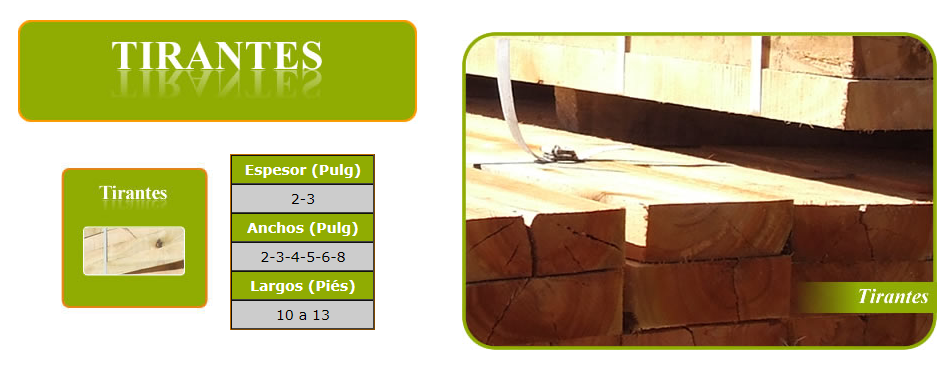 TIRANTES
Tirantes
Espesor (Pulg)
2-3
Anchos (Pulg)
2-3-4-5-6-8
Largos (Piés)
10 a 13
Tirantes